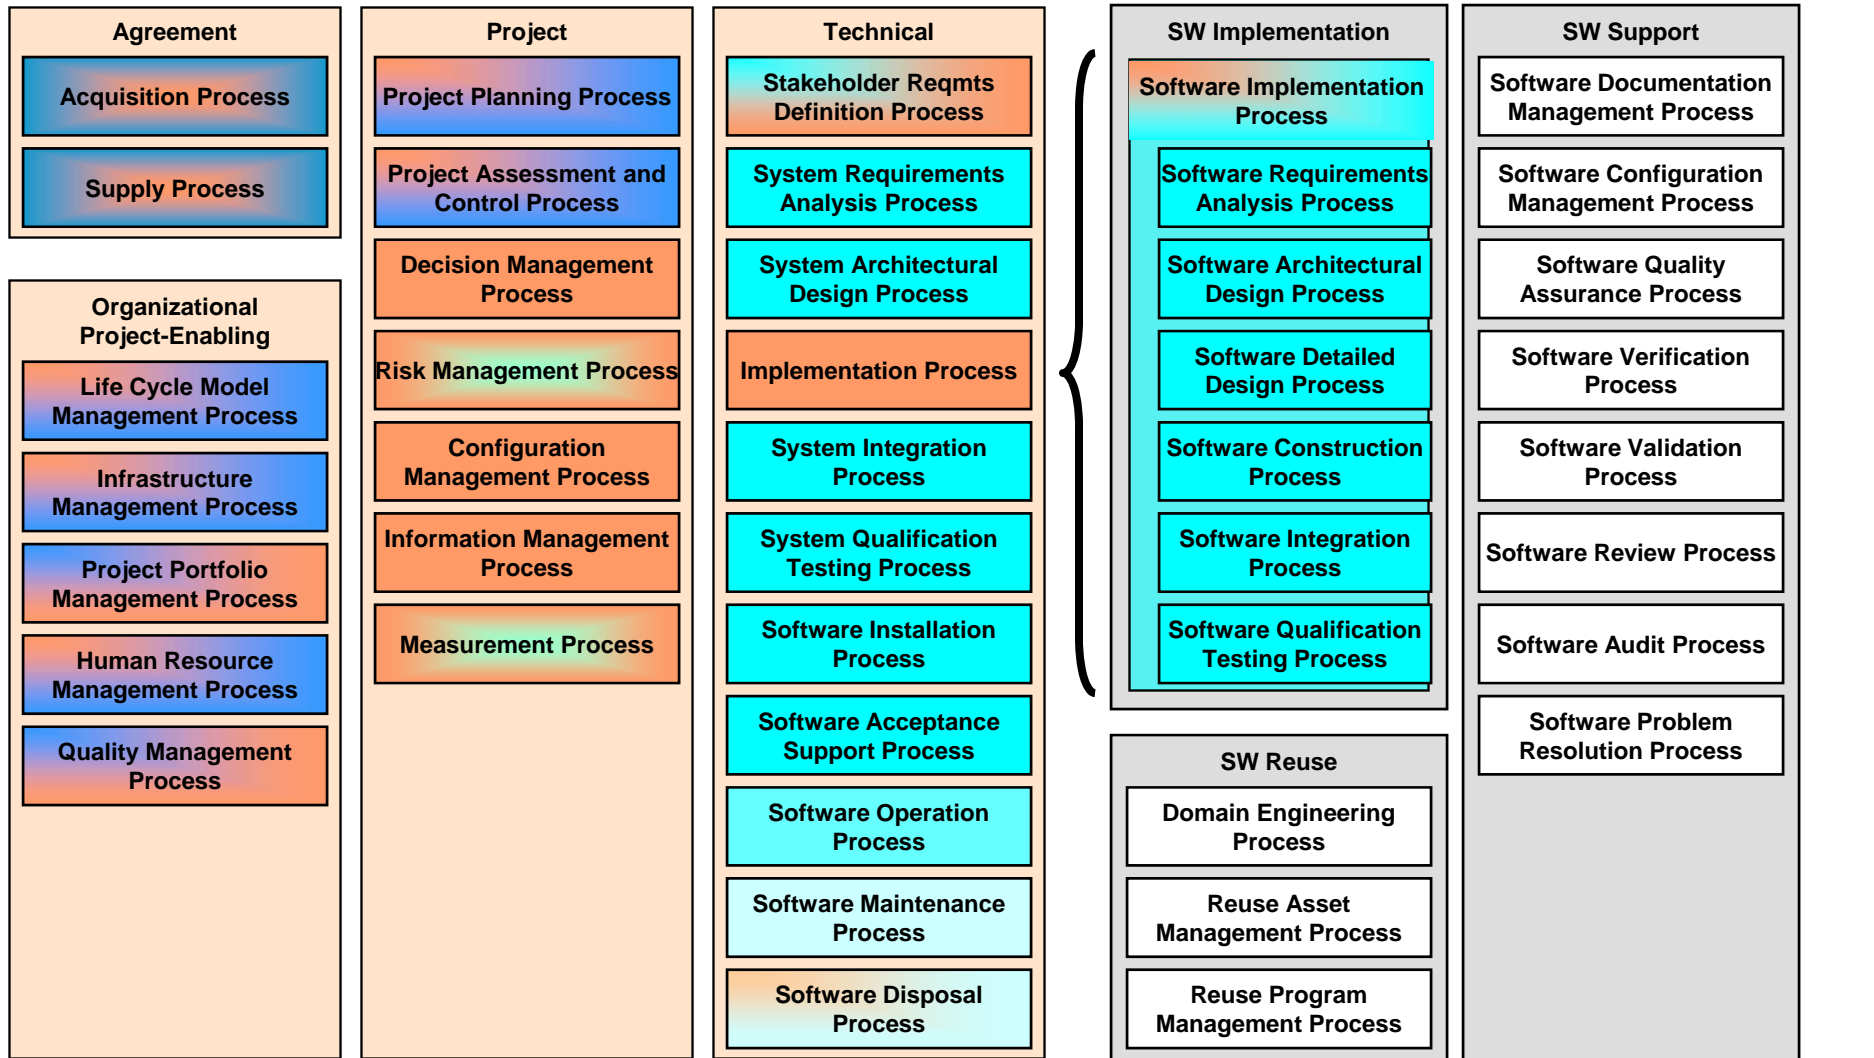 Agreement
Acquisition Process
Supply Process
Organizational
Project-Enabling
Life Cycle Model
Management Process
Infrastructure
Management Process
Project Portfolio
Management Process
Human Resource
Management Process
Quality Management
Process
Project
Project Planning Process
Project Assessment and
Control Process
Decision Management
Process
Risk Management Process
Configuration
Management Process
Information Management
Process
Measurement Process
Technical
Stakeholder Reqmts
Definition Process
System Requirements
Analysis Process
System Architectural
Design Process
Implementation Process
System Integration
Process
System Qualification
Testing Process
Software Installation
Process
Software Acceptance
Support Process
Software Operation
Process
Software Maintenance
Process
Software Disposal
Process
SW Implementation
Software Implementation
Process
Software Requirements
Analysis Process
Software Architectural
Design Process
Software Detailed
Design Process
Software Construction
Process
Software Integration
Process
Software Qualification
Testing Process
SW Reuse
Domain Engineering
Process
Reuse Asset
Management Process
Reuse Program
Management Process
SW Support
Software Documentation
Management Process
Software Configuration
Management Process
Software Quality
Assurance Process
Software Verification
Process
Software Validation
Process
Software Review Process
Software Audit Process
Software Problem
Resolution Process